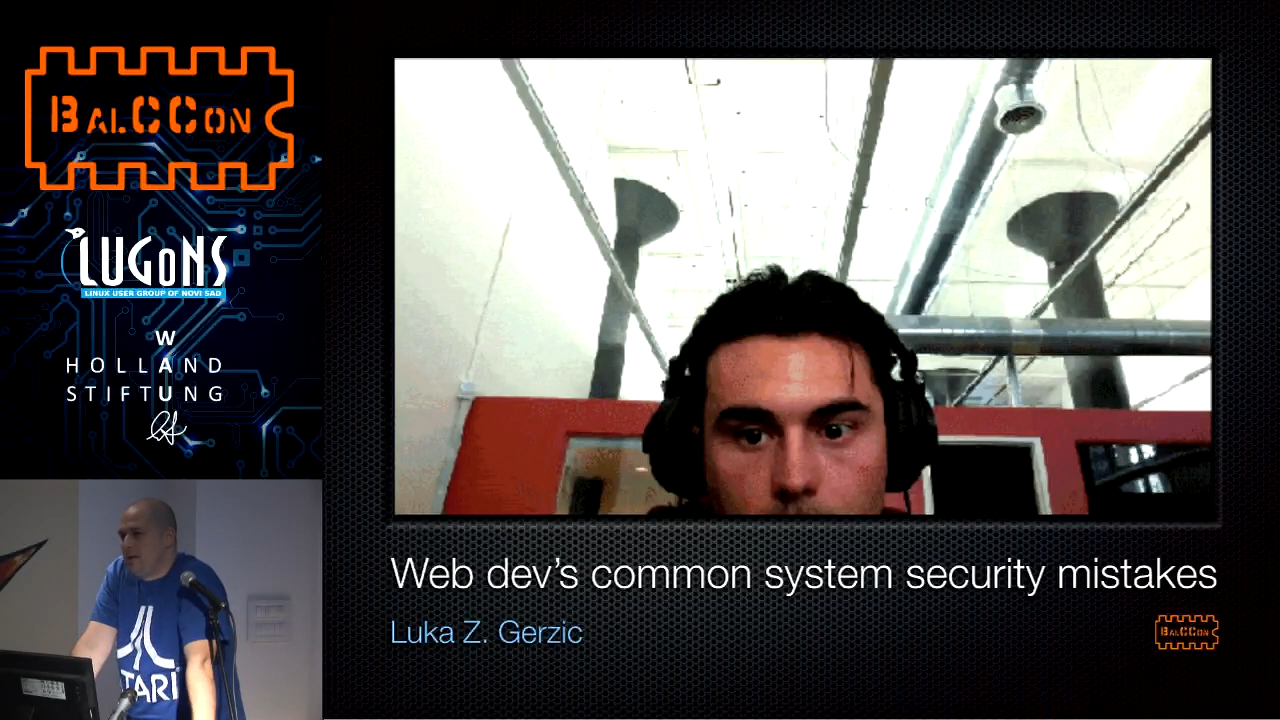 BALCCON
LUGONS
LINUX USER GROUP OF NOVI SAD
W
HOLLAND
STIFTUNG
ATARI
Web dev's common system security mistakes
Luka Z. Gerzic
BALCCON